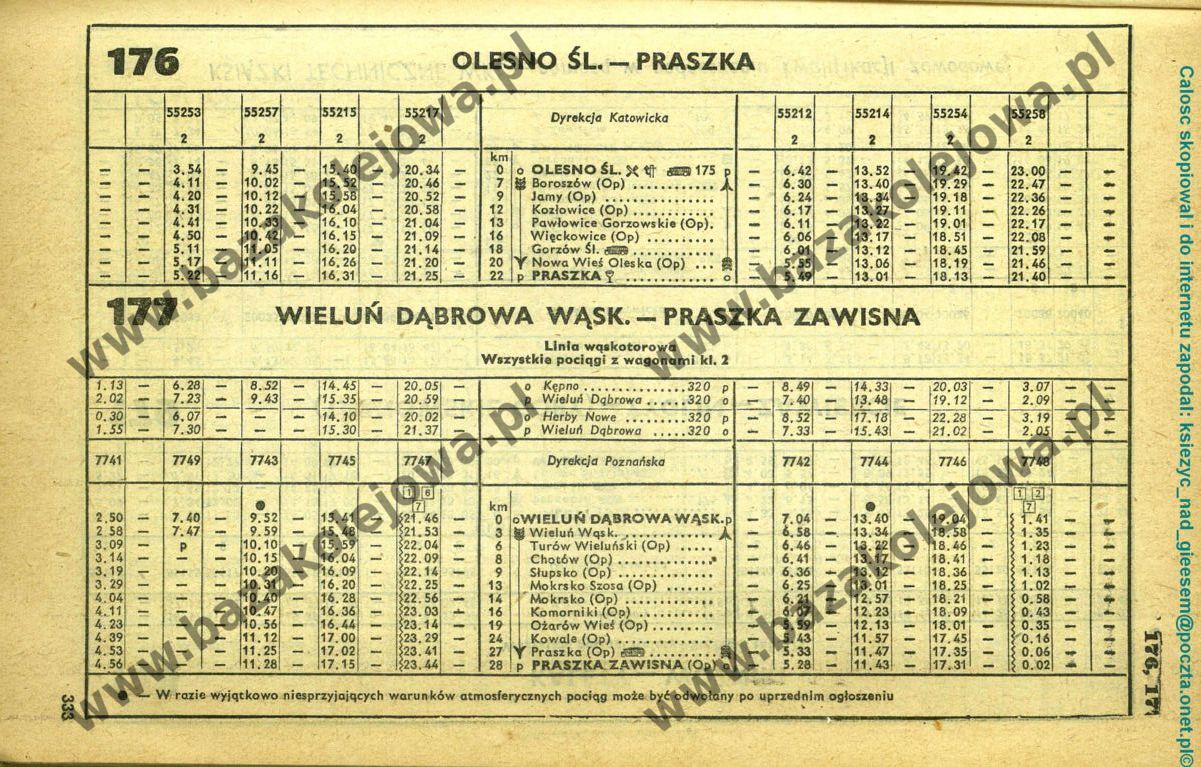 176 OLESNO ŚL. — PRASZKA
55253 55257 55215 55217 Dyrekcja Katowicka 55212 55214 55254 55258
2 2 2 2 2 2 2 2
km
— — 3.54 — 9.45 — 15.40 — 20.34 — 0 o OLESNO ŚL. 175 p — 6.42 — 13.52 — 19.42 — 23.00 — —
— — 4.11 — 10.02 — 15.52 — 20.46 — 7 Boroszów (Op) — 6.30 — 13.40 — 19.29 — 22.47 — —
— — 4.20 — 10.12 — 15.58 — 20.52 — 9 Jamy (Op) — 6.24 — 13.34 — 19.18 — 22.36 — —
— — 4.31 — 10.22 — 16.04 — 20.58 — 12 Kozłowice (Op) — 6.17 — 13.27 — 19.11 — 22.26 — —
— — 4.41 — 10.33 — 16.10 — 21.04 — 13 Pawłowice Gorzowskie (Op). — 6.11 — 13.22 — 19.01 — 22.17 — —
— — 4.50 — 10.42 — 16.15 — 21.09 — 16 Więckowice (Op) — 6.06 — 13.17 — 18.51 — 22.08 — —
— — 5.11 — 11.05 — 16.20 — 21.14 — 18 Gorzów Śl. — 6.01 — 13.12 — 18.45 — 21.59 — —
— — 5.17 — 11.11 — 16.26 — 21.20 — 20 Nowa Wieś Oleska (Op) — 5.55 — 13.06 — 18.19 — 21.46 — —
— — 5.22 — 11.16 — 16.31 — 21.25 — 22 p PRASZKA o — 5.49 — 13.01 — 18.13 — 21.40 — —
177 WIELUŃ DĄBROWA WĄSK. — PRASZKA ZAWISNA
Linia wąskotorowa
Wszystkie pociągi z wagonami kl. 2
1.13 — 6.28 — 8.52 — 14.45 — 20.05 — o Kępno 320 p — 8.49 — 14.33 — 20.03 — 3.07 — —
2.02 — 7.23 — 9.43 — 15.35 — 20.59 — p Wieluń Dąbrowa 320 o — 7.40 — 13.48 — 19.12 — 2.09 — —
0.30 — 6.07 — — — 14.10 — 20.02 — o Herby Nowe 320 p — 8.52 — 17.18 — 22.28 — 3.19 — —
1.55 — 7.30 — — — 15.30 — 21.37 — p Wieluń Dąbrowa 320 o — 7.33 — 15.43 — 21.02 — 2.05 — —
7741 7749 7743 7745 7747 Dyrekcja Poznańska 7742 7744 7746 7748
1 6 1 2
● 7 km ● 7
2.50 — 7.40 — 9.52 — 15.41 — 21.46 — 0 o WIELUŃ DĄBROWA WĄSK. p — 7.04 — 13.40 — 19.04 — 1.41 — —
2.58 — 7.47 — 9.59 — 15.48 — 21.53 — 3 Wieluń Wąsk. — 6.58 — 13.34 — 18.58 — 1.35 — —
3.09 — p 10.10 — 15.59 — 22.04 — 6 Turów Wieluński (Op) — 6.46 — 13.22 — 18.46 — 1.23 — —
3.14 — — 10.15 — 16.04 — 22.09 — 8 Chotów (Op) — 6.41 — 13.17 — 18.41 — 1.18 — —
3.19 — — — 10.20 — 16.09 — 22.14 — 9 Słupsko (Op) — 6.36 — 13.12 — 18.36 — 1.13 — —
3.29 — — — 10.31 — 16.20 — 22.25 — 13 Mokrsko Szosa (Op) — 6.25 — 13.01 — 18.25 — 1.02 — —
4.04 — — — 10.40 — 16.28 — 22.56 — 14 Mokrsko (Op) — 6.21 — 12.57 — 18.21 — 0.58 — —
4.11 — — — 10.47 — 16.36 — 23.03 — 16 Komorniki (Op) — 6.07 — 12.23 — 18.09 — 0.43 — —
4.23 — — — 10.56 — 16.44 — 23.14 — 19 Ożarów Wieś (Op) — 5.59 — 12.13 — 18.01 — 0.35 — —
4.39 — — — 11.12 — 17.00 — 23.29 — 24 Kowale (Op) — 5.43 — 11.57 — 17.45 — 0.16 — —
4.53 — — — 11.25 — 17.02 — 23.41 — 27 Praszka (Op) — 5.33 — 11.47 — 17.35 — 0.06 — —
4.56 — — — 11.28 — 17.15 — 23.44 — 28 p PRASZKA ZAWISNA (Op) o — 5.28 — 11.43 — 17.31 — 0.02 — —
● — W razie wyjątkowo niesprzyjających warunków atmosferycznych pociąg może być odwołany po uprzednim ogłoszeniu
333
176, 17
www.bazakolejowa.pl
www.bazakolejowa.pl
www.bazakolejowa.pl
www.bazakolejowa.pl
Calosc skopiowal i do internetu zapodal: ksiezyc_nad_gieesem@poczta.onet.pl©